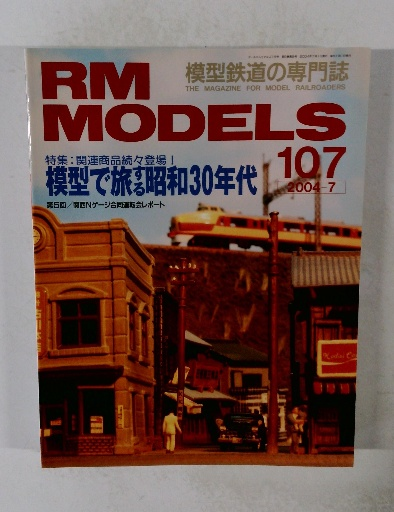 RM
MODELS
模型鉄道の専門誌
THE MAGAZINE FOR MODEL RAILROADERS
107
2004-7
特集:関連商品続々登場!
模型で旅する昭和30年代
第5回/関西Nゲージ合同運転会レポート